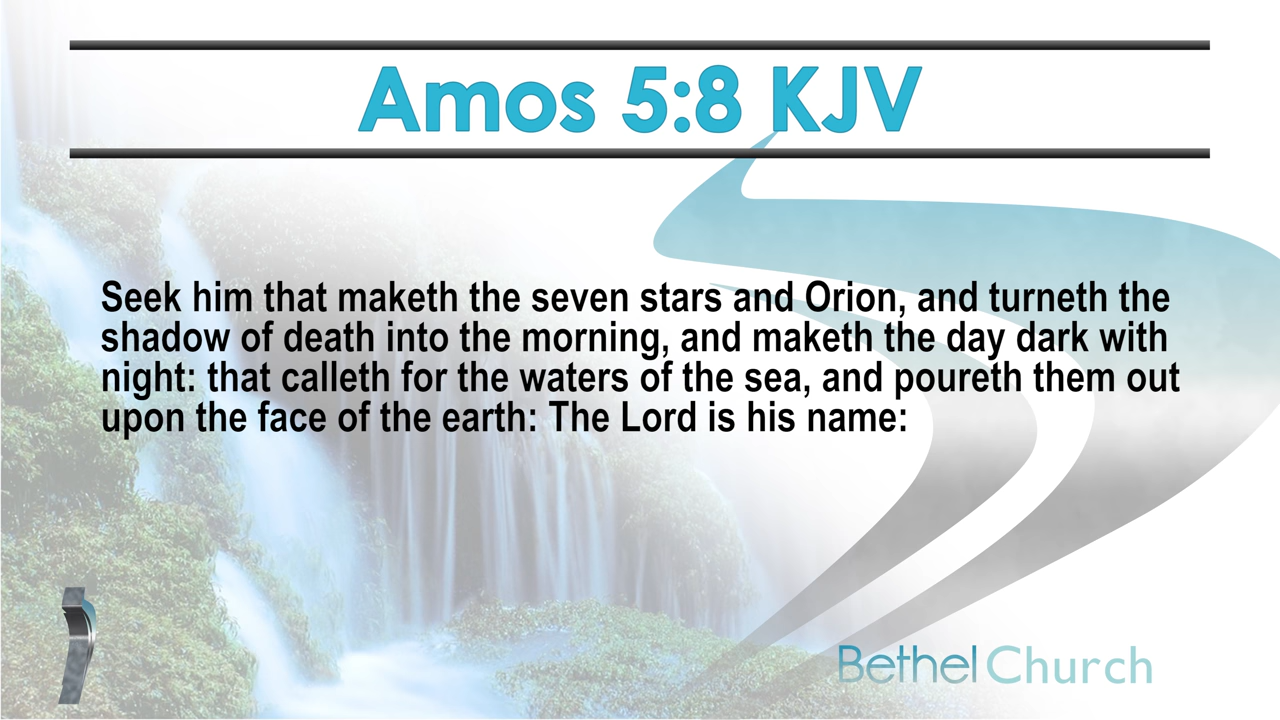 Amos 5:8 KJV
Seek him that maketh the seven stars and Orion, and turneth the
shadow of death into the morning, and maketh the day dark with
night: that calleth for the waters of the sea, and poureth them out
upon the face of the earth: The Lord is his name:
Bethel Church